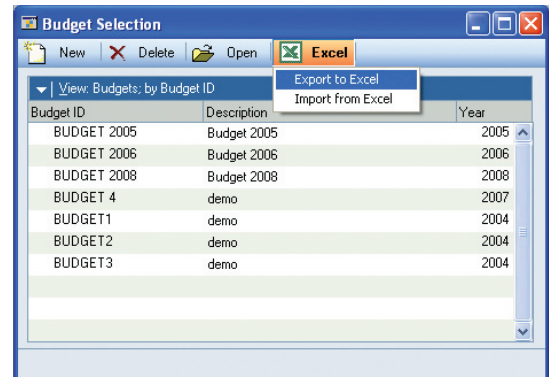 Budget Selection
New Delete Open Excel
Export to Excel
Import from Excel
View: Budgets; by Budget ID
Budget ID Description Year
BUDGET 2005 Budget 2005 2005
BUDGET 2006 Budget 2006 2006
BUDGET 2008 Budget 2008 2008
BUDGET 4 demo 2007
BUDGET1 demo 2004
BUDGET2 demo 2004
BUDGET3 demo 2004